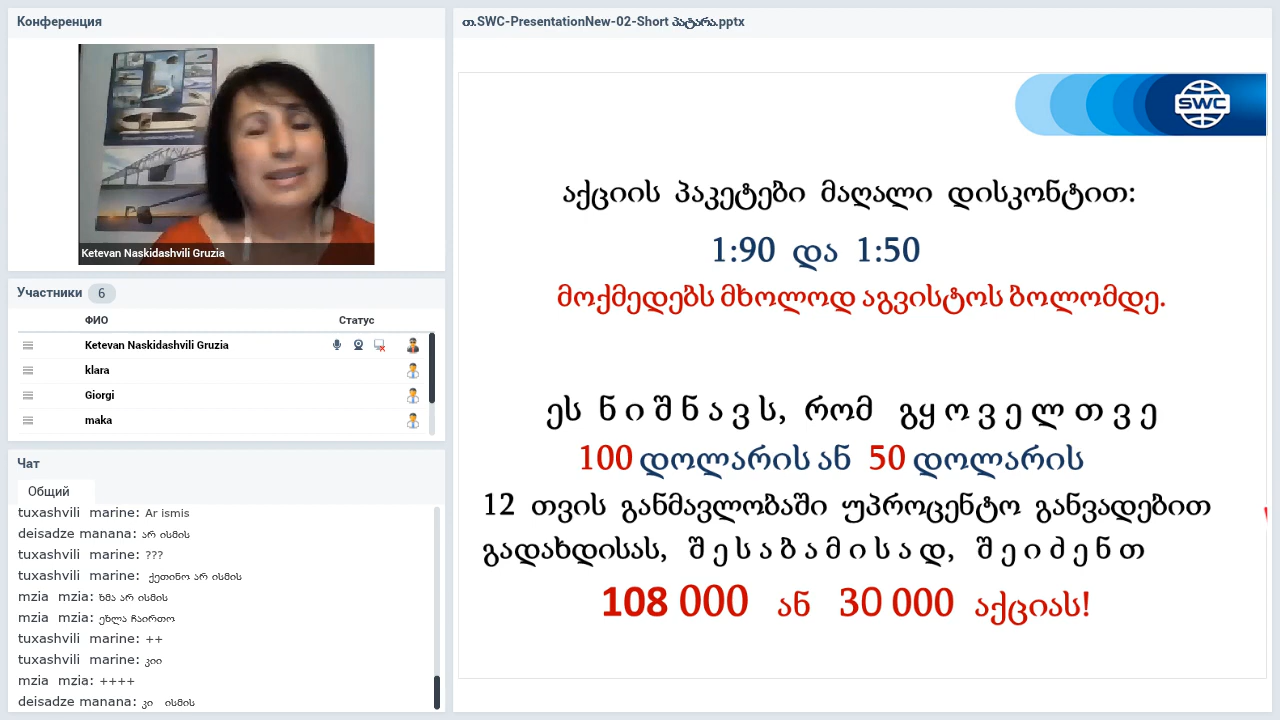 Конференция
Ketevan Naskidashvili Gruzia
Участники 6
ФИО Статус
Ketevan Naskidashvili Gruzia
klara
Giorgi
maka
Чат
Общий
tuxashvili marine: Ar ismis
deisadze manana: არ ისმის
tuxashvili marine: ???
tuxashvili marine: ქეთინო არ ისმის
mzia mzia: ხმა არ ისმის
mzia mzia: ეხლა ჩაირთო
tuxashvili marine: ++
tuxashvili marine: კიი
mzia mzia: ++++
deisadze manana: კი ისმის
თ.SWC-PresentationNew-02-Short პატარა.pptx
SWC
აქციის პაკეტები მაღალი დისკონტით:
1:90 და 1:50
მოქმედებს მხოლოდ აგვისტოს ბოლომდე.
ეს ნ ი შ ნ ა ვ ს, რომ გყ ო ვ ე ლ თ ვ ე
100 დოლარის ან 50 დოლარის
12 თვის განმავლობაში უპროცენტო განვადებით
გადახდისას, შ ე ს ა ბ ა მ ი ს ა დ, შ ე ი ძ ე ნ თ
108 000 ან 30 000 აქციას!